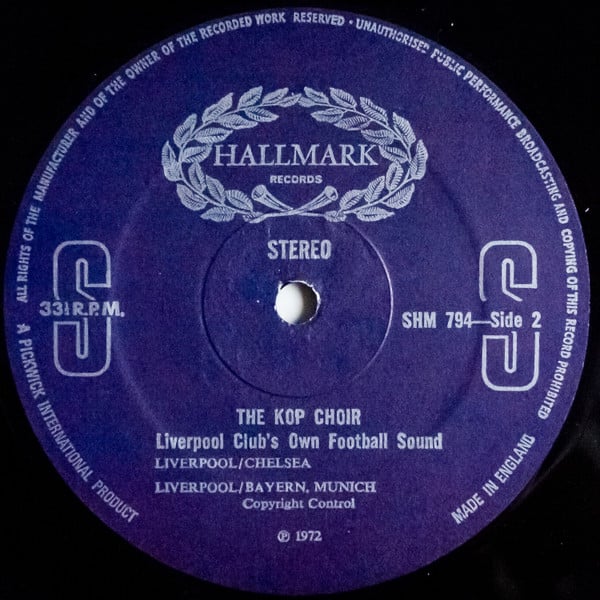 ALL RIGHTS OF THE MANUFACTURER AND OF THE OWNER OF THE RECORDED WORK RESERVED - UNAUTHORISED PUBLIC PERFORMANCE BROADCASTING AND COPYING OF THIS RECORD PROHIBITED
HALLMARK
RECORDS
STEREO
S
S
33⅓ R.P.M.
SHM 794—Side 2
THE KOP CHOIR
Liverpool Club's Own Football Sound
LIVERPOOL/CHELSEA
LIVERPOOL/BAYERN, MUNICH
Copyright Control
℗ 1972
A PICKWICK INTERNATIONAL PRODUCT
MADE IN ENGLAND